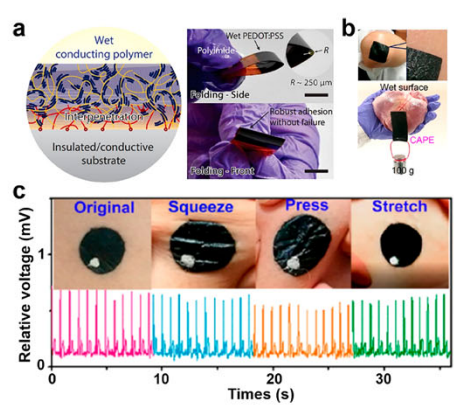 a
Wet
conducting polymer
Interpenetration
Insulated/conductive
substrate
Wet PEDOT:PSS
Polyimide
R
R ~ 250 μm
Folding - Side
Robust adhesion
without failure
Folding - Front
b
Wet surface
CAPE
100 g
c
Original Squeeze Press Stretch
Relative voltage (mV)
1
0
0 10 20 30
Times (s)